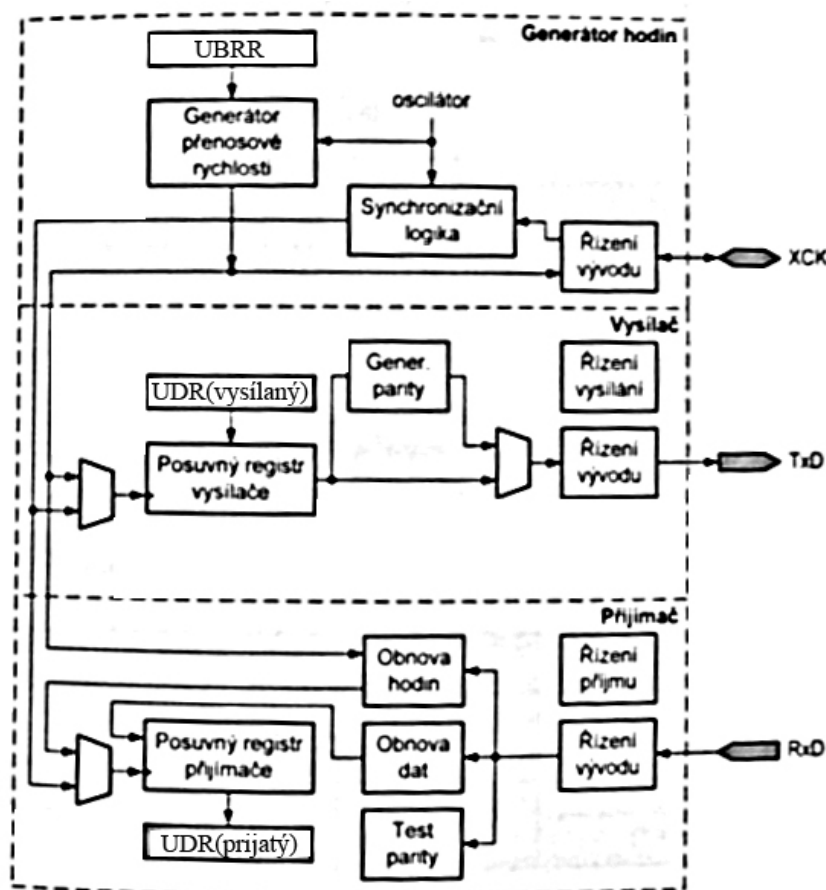 Generátor hodin
UBRR
Generátor
přenosové
rychlosti
oscilátor
Synchronizační
logika
Řízení
vývodu
XCK
Vysílač
UDR(vysílaný)
Gener.
parity
Řízení
vysílání
Posuvný registr
vysílače
Řízení
vývodu
TxD
Přijímač
Obnova
hodin
Řízení
příjmu
Posuvný registr
přijímače
Obnova
dat
Řízení
vývodu
RxD
UDR(prijatý)
Test
parity